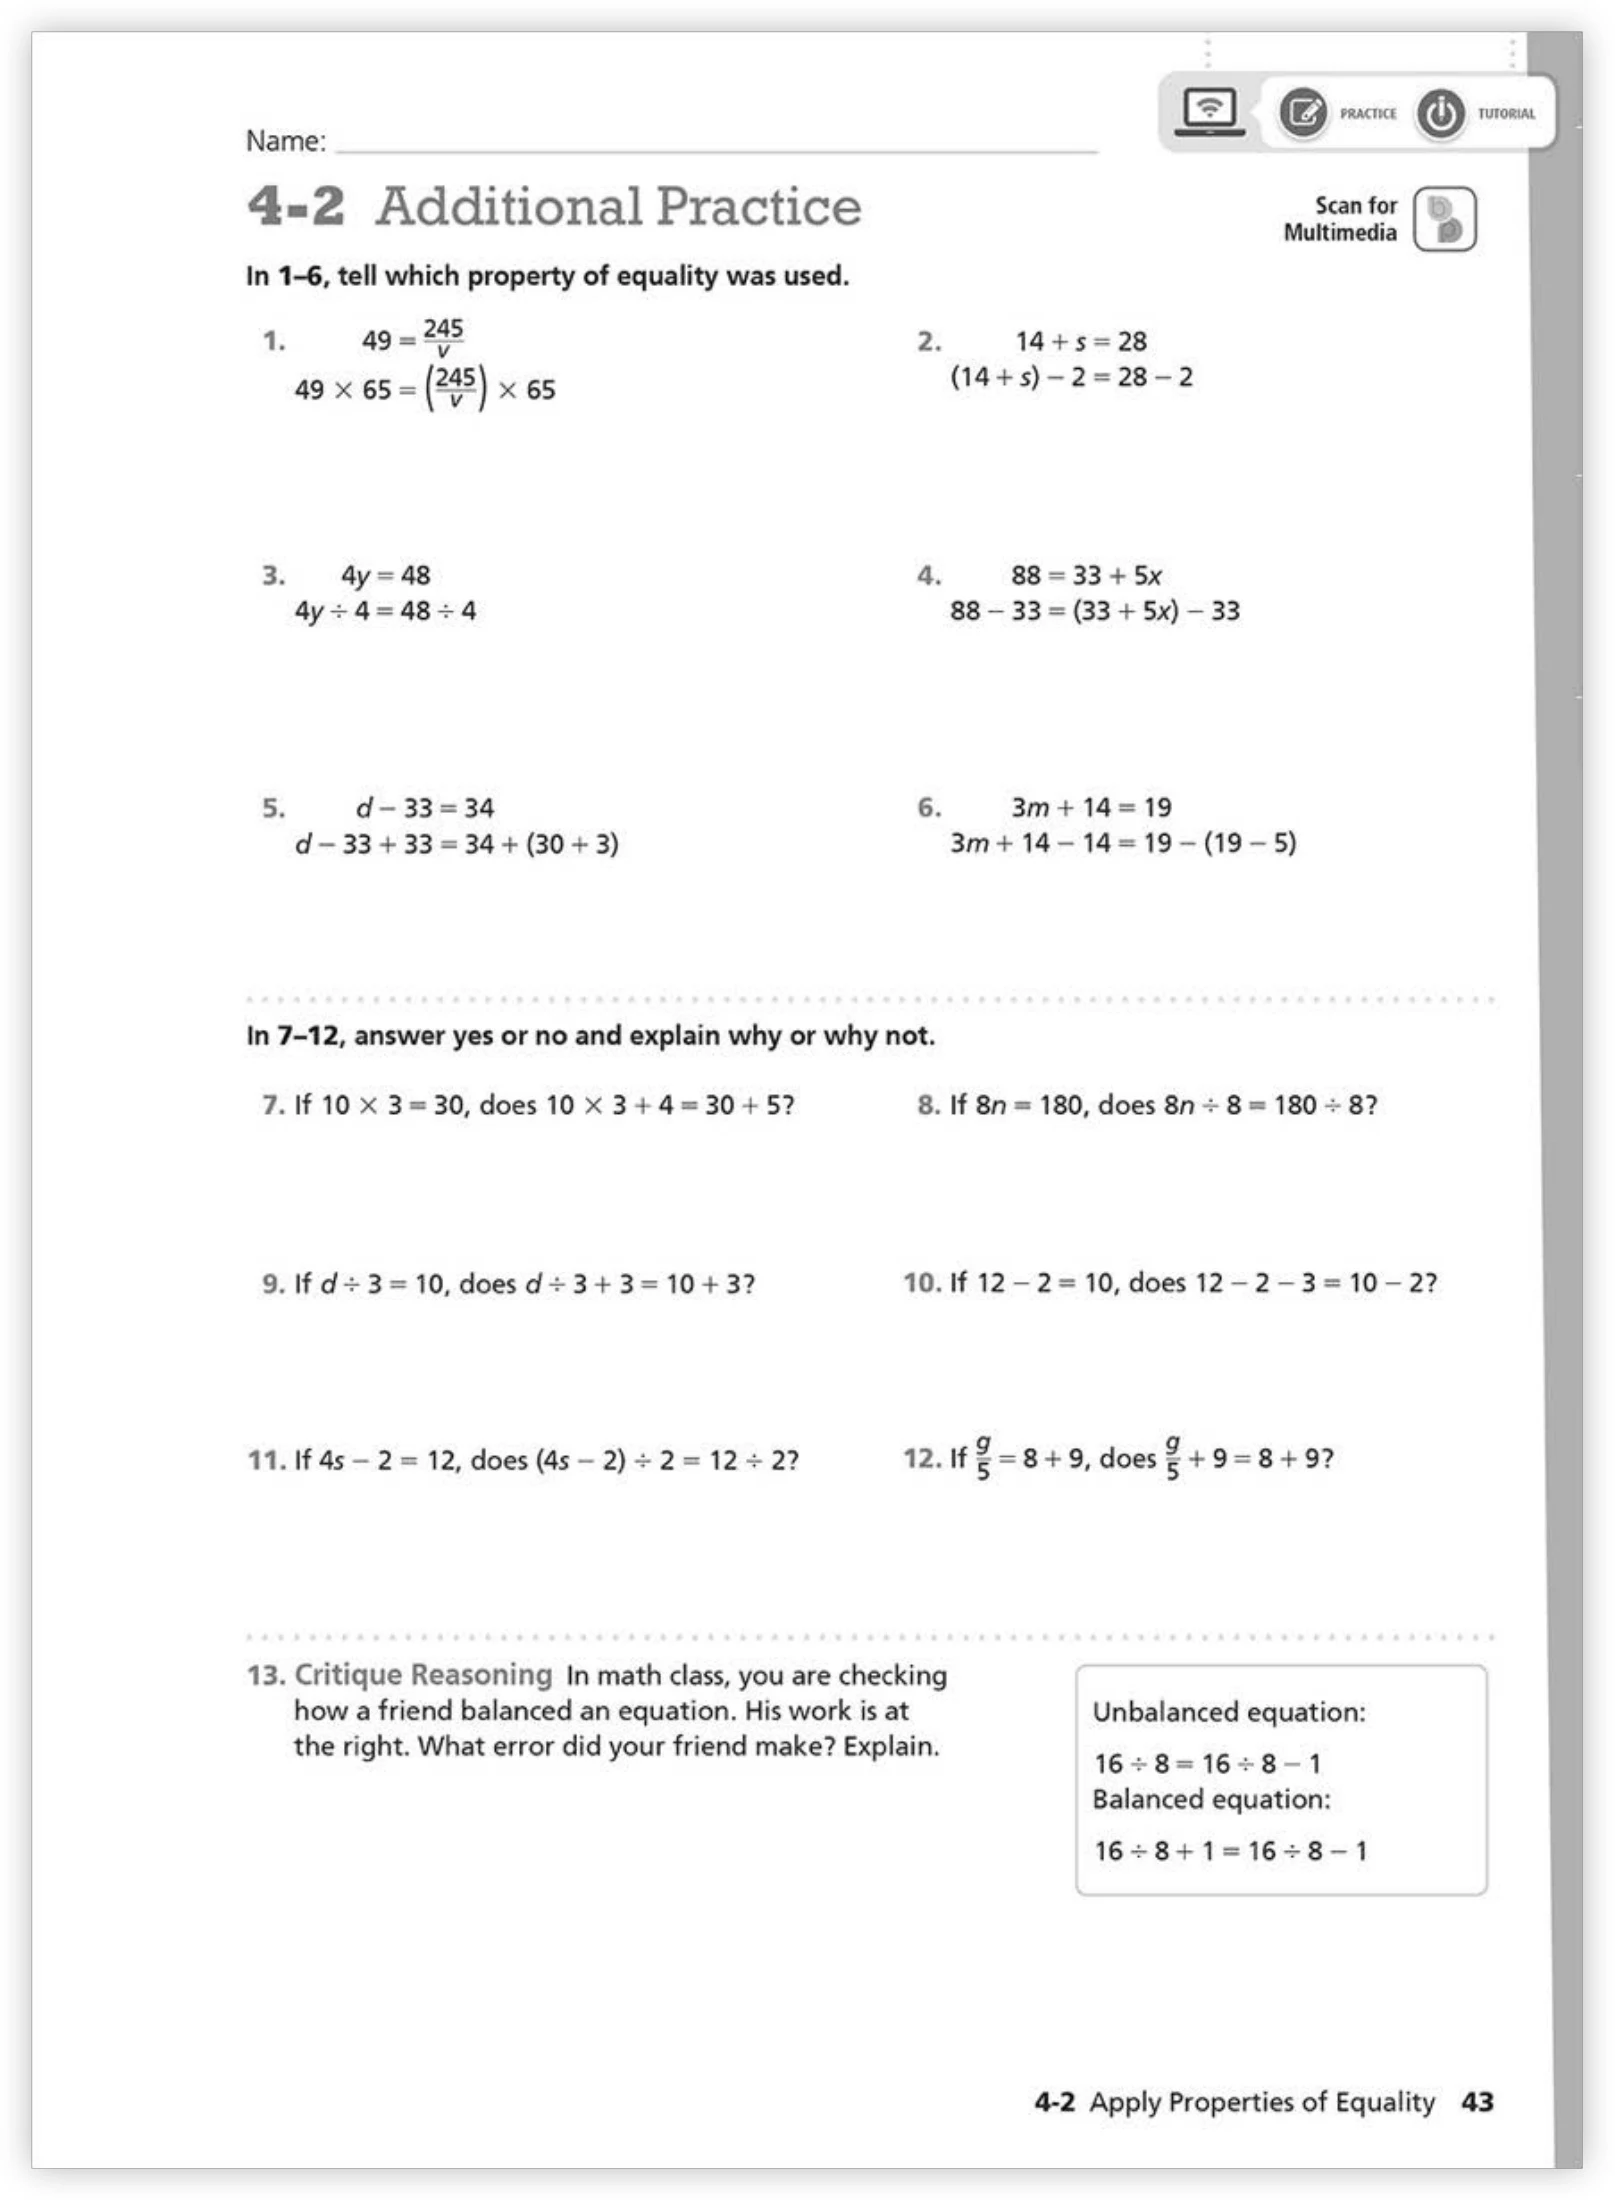 PRACTICE TUTORIAL
Name:
4-2 Additional Practice
Scan for
Multimedia
In 1–6, tell which property of equality was used.
1. 49 = 245/v
49 × 65 = (245/v) × 65
2. 14 + s = 28
(14 + s) − 2 = 28 − 2
3. 4y = 48
4y ÷ 4 = 48 ÷ 4
4. 88 = 33 + 5x
88 − 33 = (33 + 5x) − 33
5. d − 33 = 34
d − 33 + 33 = 34 + (30 + 3)
6. 3m + 14 = 19
3m + 14 − 14 = 19 − (19 − 5)
In 7–12, answer yes or no and explain why or why not.
7. If 10 × 3 = 30, does 10 × 3 + 4 = 30 + 5?
8. If 8n = 180, does 8n ÷ 8 = 180 ÷ 8?
9. If d ÷ 3 = 10, does d ÷ 3 + 3 = 10 + 3?
10. If 12 − 2 = 10, does 12 − 2 − 3 = 10 − 2?
11. If 4s − 2 = 12, does (4s − 2) ÷ 2 = 12 ÷ 2?
12. If g/5 = 8 + 9, does g/5 + 9 = 8 + 9?
13. Critique Reasoning In math class, you are checking
how a friend balanced an equation. His work is at
the right. What error did your friend make? Explain.
Unbalanced equation:
16 ÷ 8 = 16 ÷ 8 − 1
Balanced equation:
16 ÷ 8 + 1 = 16 ÷ 8 − 1
4-2 Apply Properties of Equality 43